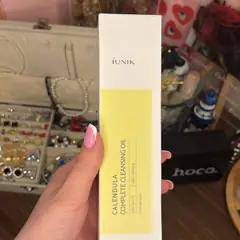 iUNIK
CALENDULA
COMPLETE CLEANSING OIL
hoco.